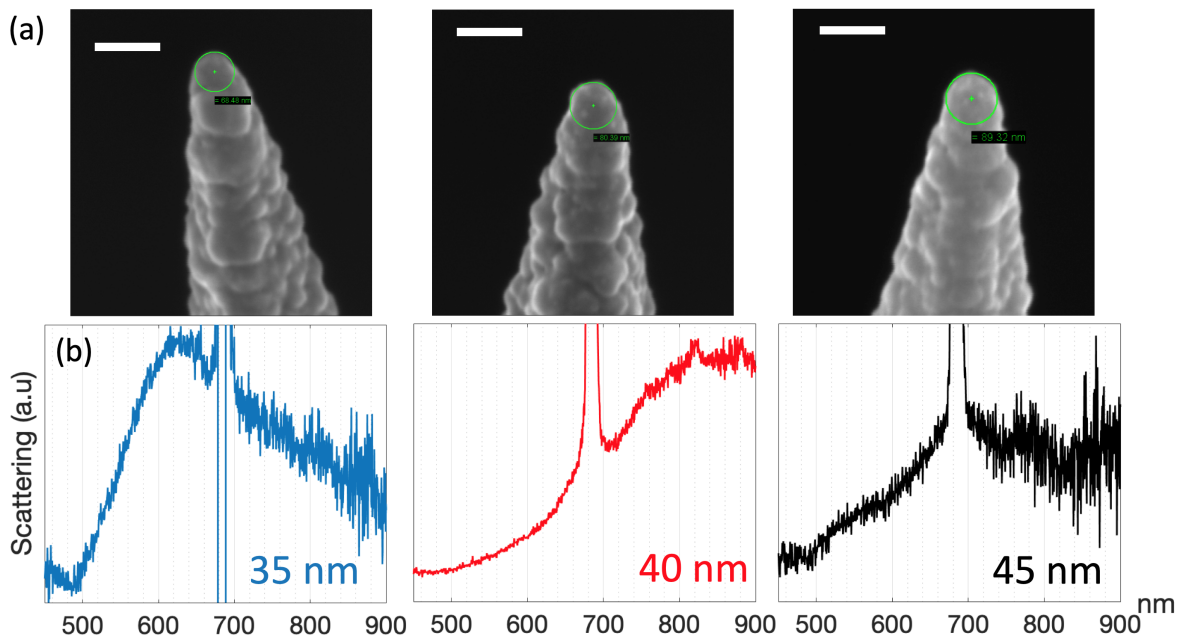 (a)
= 68.48 nm
= 80.39 nm
= 89.32 nm
(b)
Scattering (a.u)
35 nm
40 nm
45 nm
500 600 700 800 900
500 600 700 800 900
500 600 700 800 900
nm